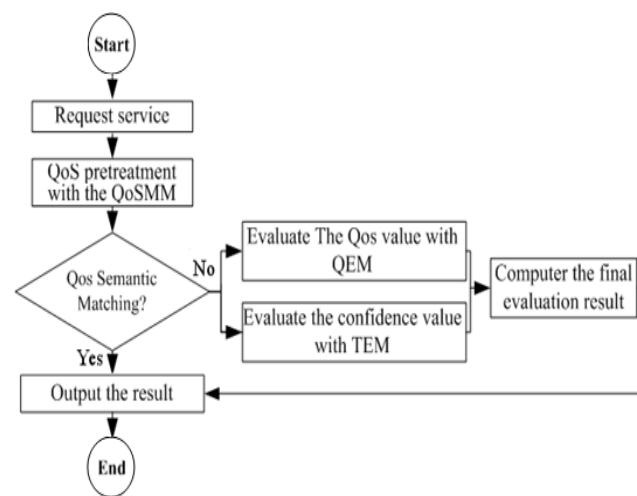 Start
Request service
QoS pretreatment
with the QoSMM
Qos Semantic
Matching?
No
Yes
Evaluate The Qos value with
QEM
Evaluate the confidence value
with TEM
Computer the final
evaluation result
Output the result
End